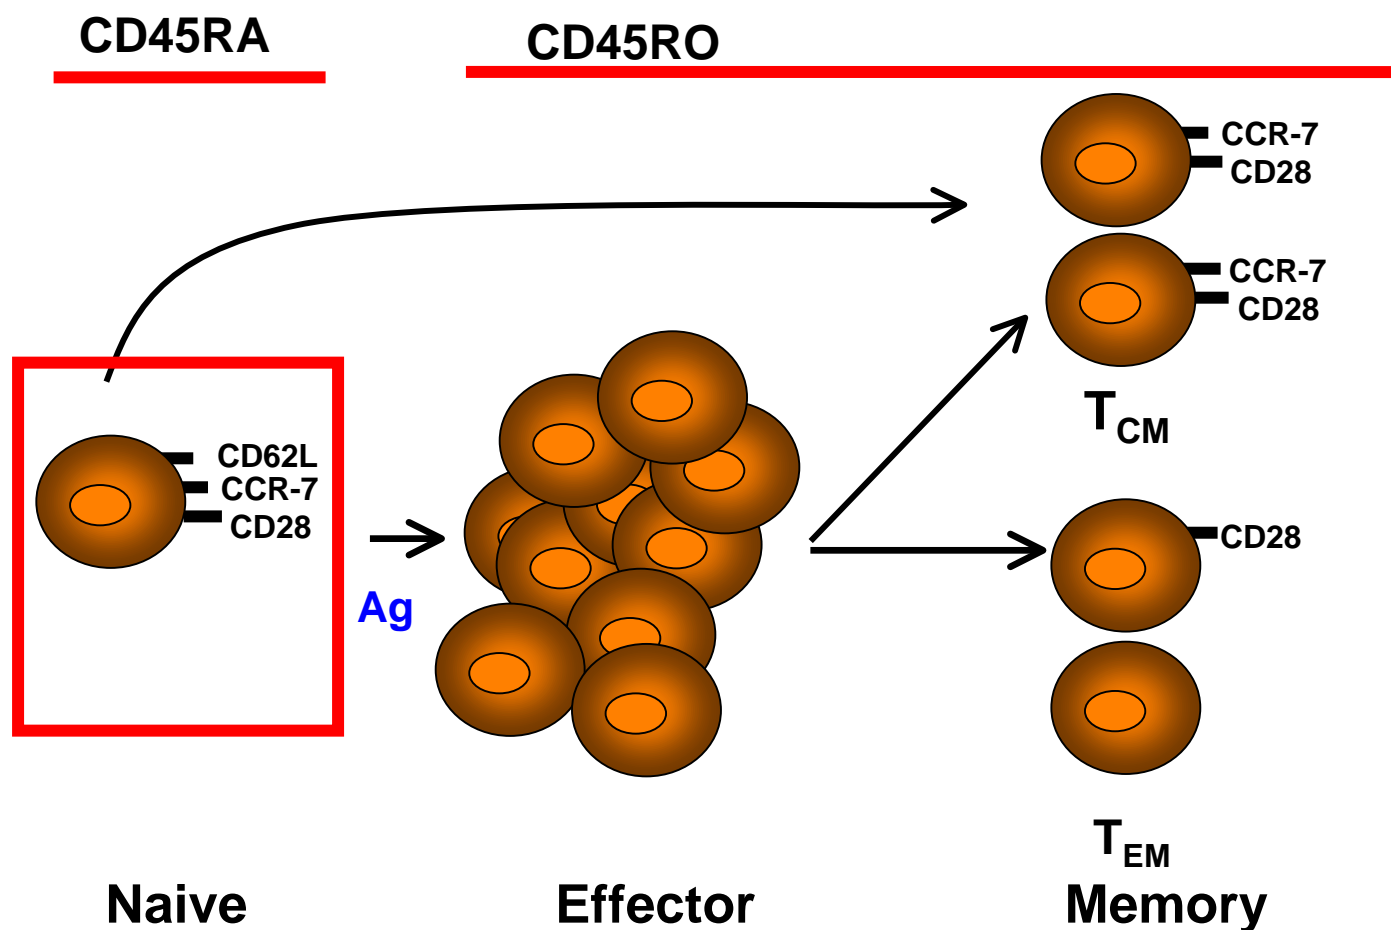 CD45RA
CD45RO
CCR-7
CD28
CCR-7
CD28
TCM
CD62L
CCR-7
CD28
Ag
CD28
TEM
Naive
Effector
Memory